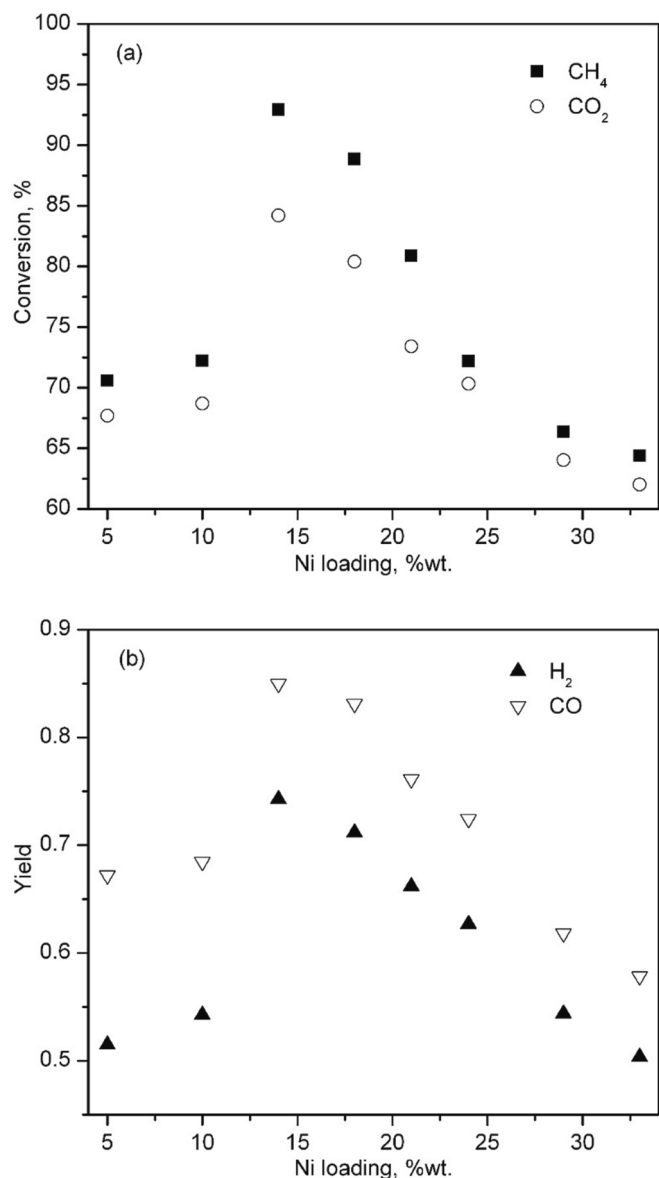 (a)
CH₄
CO₂
100
95
90
85
80
75
70
65
60
Conversion, %
5 10 15 20 25 30
Ni loading, %wt.
(b)
H₂
CO
0.9
0.8
0.7
0.6
0.5
Yield
5 10 15 20 25 30
Ni loading, %wt.